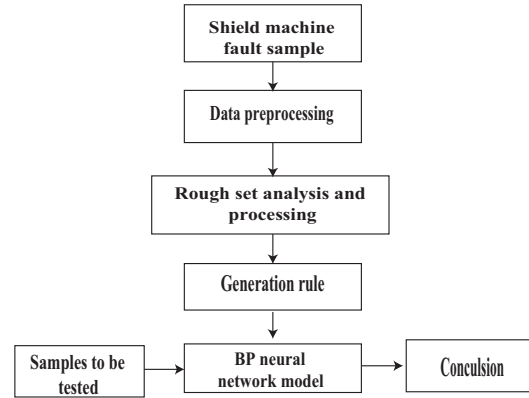 Shield machine
fault sample
Data preprocessing
Rough set analysis and
processing
Generation rule
Samples to be
tested
BP neural
network model
Conculsion